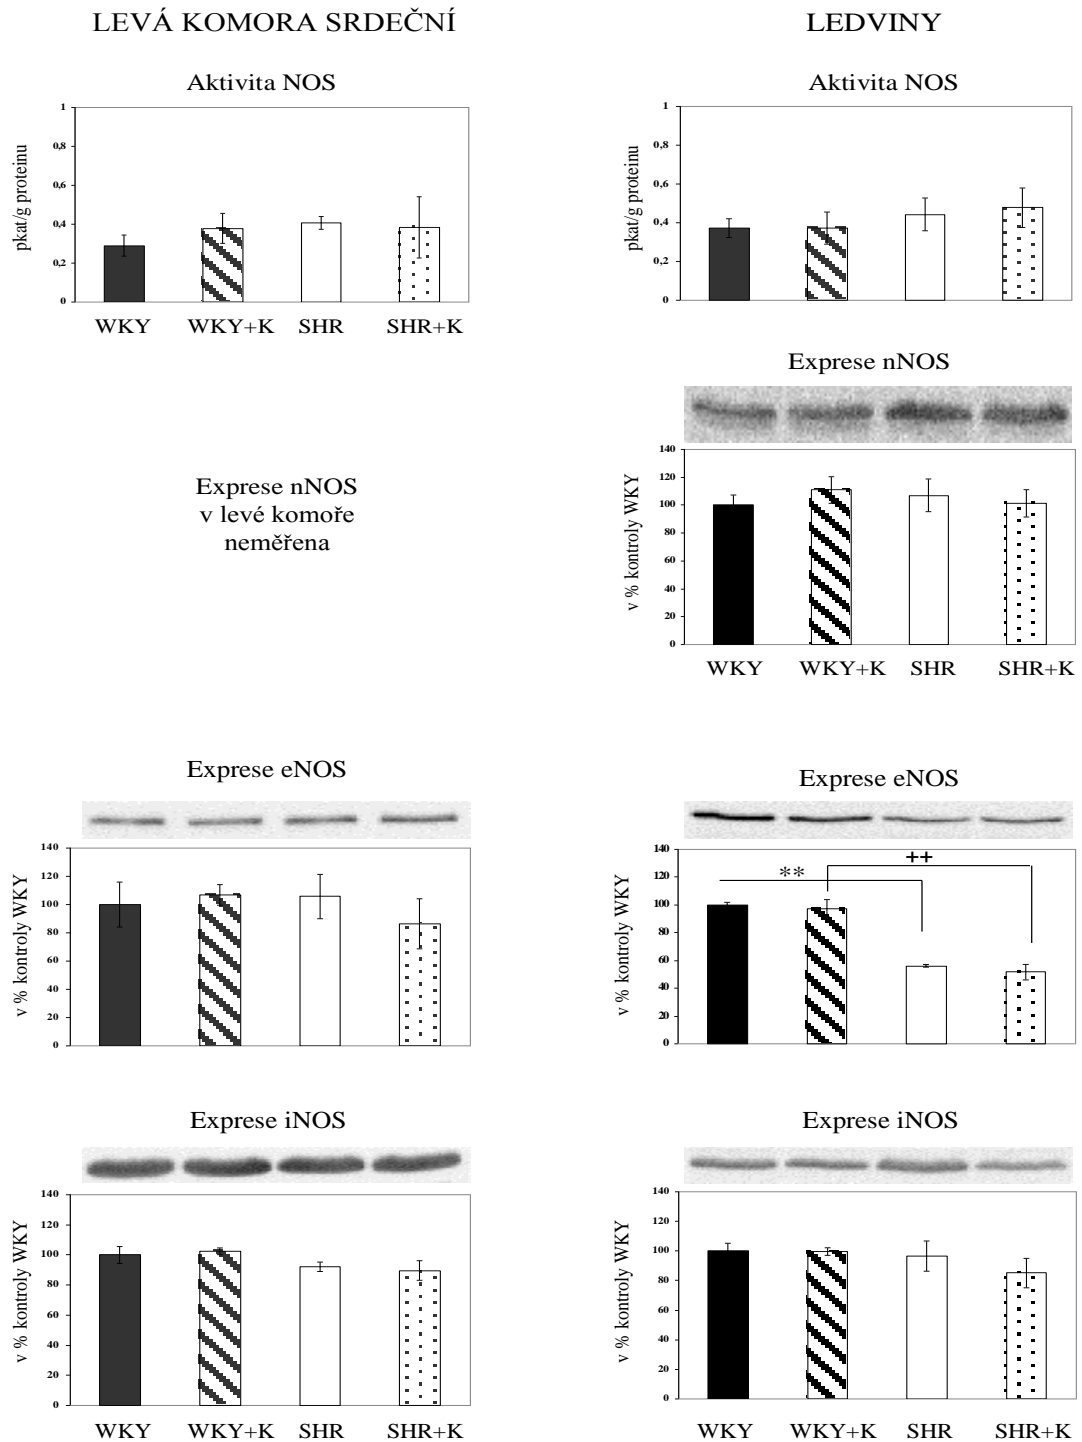 LEVÁ KOMORA SRDEČNÍ
Aktivita NOS
pkat/g proteinu
1
0,8
0,6
0,4
0,2
0
WKY WKY+K SHR SHR+K
Exprese nNOS
v levé komoře
neměřena
Exprese eNOS
v % kontroly WKY
140
120
100
80
60
40
20
0
Exprese iNOS
v % kontroly WKY
140
120
100
80
60
40
20
0
WKY WKY+K SHR SHR+K
LEDVINY
Aktivita NOS
pkat/g proteinu
1
0,8
0,6
0,4
0,2
0
Exprese nNOS
v % kontroly WKY
140
120
100
80
60
40
20
0
WKY WKY+K SHR SHR+K
Exprese eNOS
v % kontroly WKY
140
120
100
80
60
40
20
0
++
**
Exprese iNOS
v % kontroly WKY
140
120
100
80
60
40
20
0
WKY WKY+K SHR SHR+K